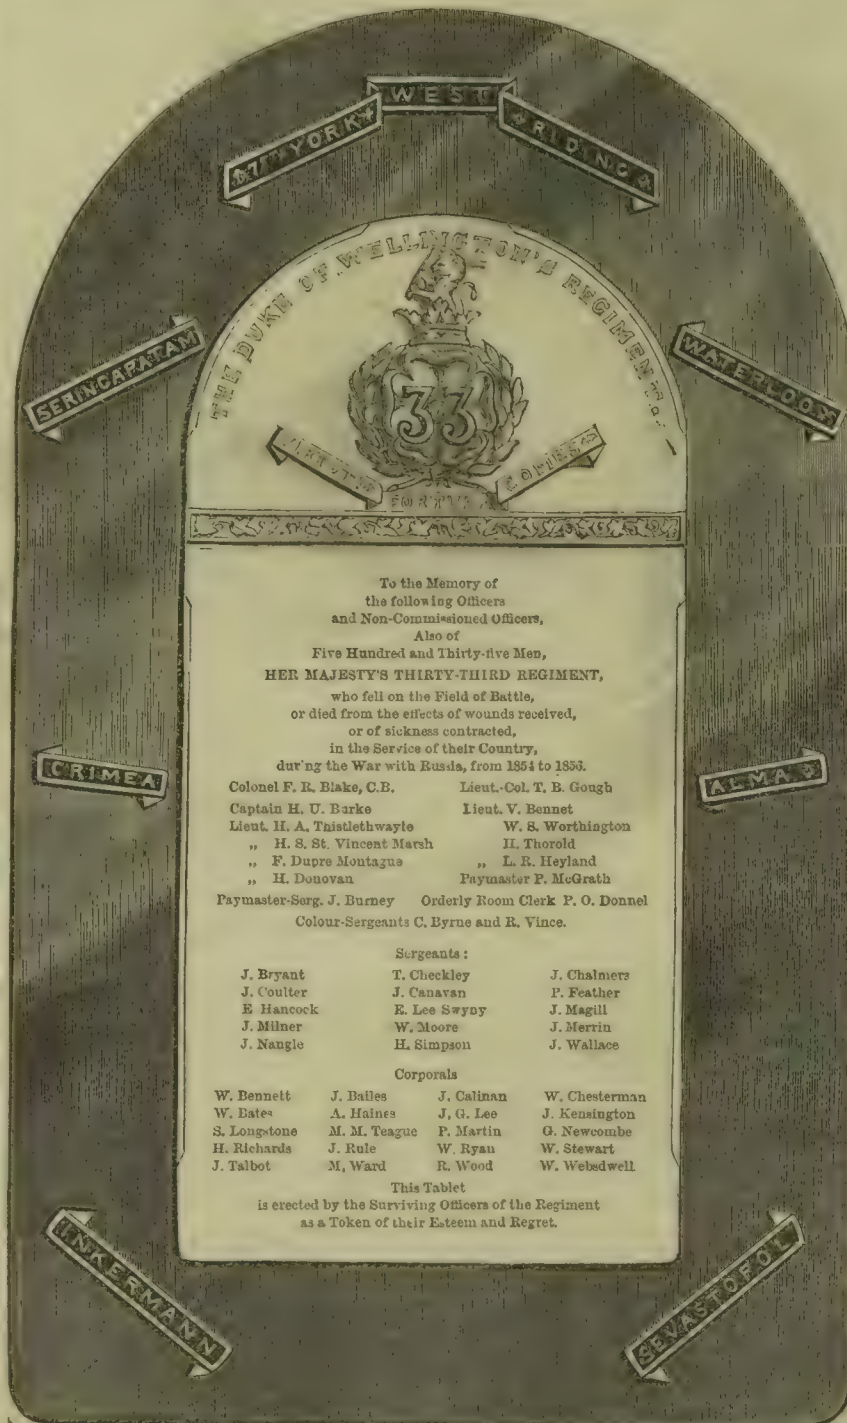 WEST
YORK
RIDING
THE DUKE OF WELLINGTON'S REGIMENT.
SERINGAPATAM
WATERLOO
33
FORTUNA COMES
To the Memory of
the following Officers
and Non-Commissioned Officers,
Also of
Five Hundred and Thirty-five Men,
HER MAJESTY'S THIRTY-THIRD REGIMENT,
who fell on the Field of Battle,
or died from the effects of wounds received,
or of sickness contracted,
in the Service of their Country,
dur'ng the War with Russia, from 1854 to 1856.
CRIMEA
ALMA
Colonel F. R. Blake, C.B. Lieut.-Col. T. B. Gough
Captain H. U. Burke Lieut. V. Bennet
Lieut. H. A. Thistlethwayte W. S. Worthington
„ H. S. St. Vincent Marsh H. Thorold
„ F. Dupre Montague „ L. R. Heyland
„ H. Donovan Paymaster P. McGrath
Paymaster-Serg. J. Burney Orderly Room Clerk P. O. Donnel
Colour-Sergeants C. Byrne and R. Vince.
Sergeants:
J. Bryant T. Checkley J. Chalmers
J. Coulter J. Canavan P. Feather
E Hancock E. Lee Swyny J. Magill
J. Milner W. Moore J. Merrin
J. Nangle H. Simpson J. Wallace
Corporals
W. Bennett J. Bailes J. Calinan W. Chesterman
W. Bates A. Haines J. G. Lee J. Kensington
S. Longstone M. M. Teague P. Martin G. Newcombe
H. Richards J. Rule W. Ryan W. Stewart
J. Talbot M. Ward R. Wood W. Websdwell
This Tablet
is erected by the Surviving Officers of the Regiment
as a Token of their Esteem and Regret.
INKERMANN
SEVASTOPOL